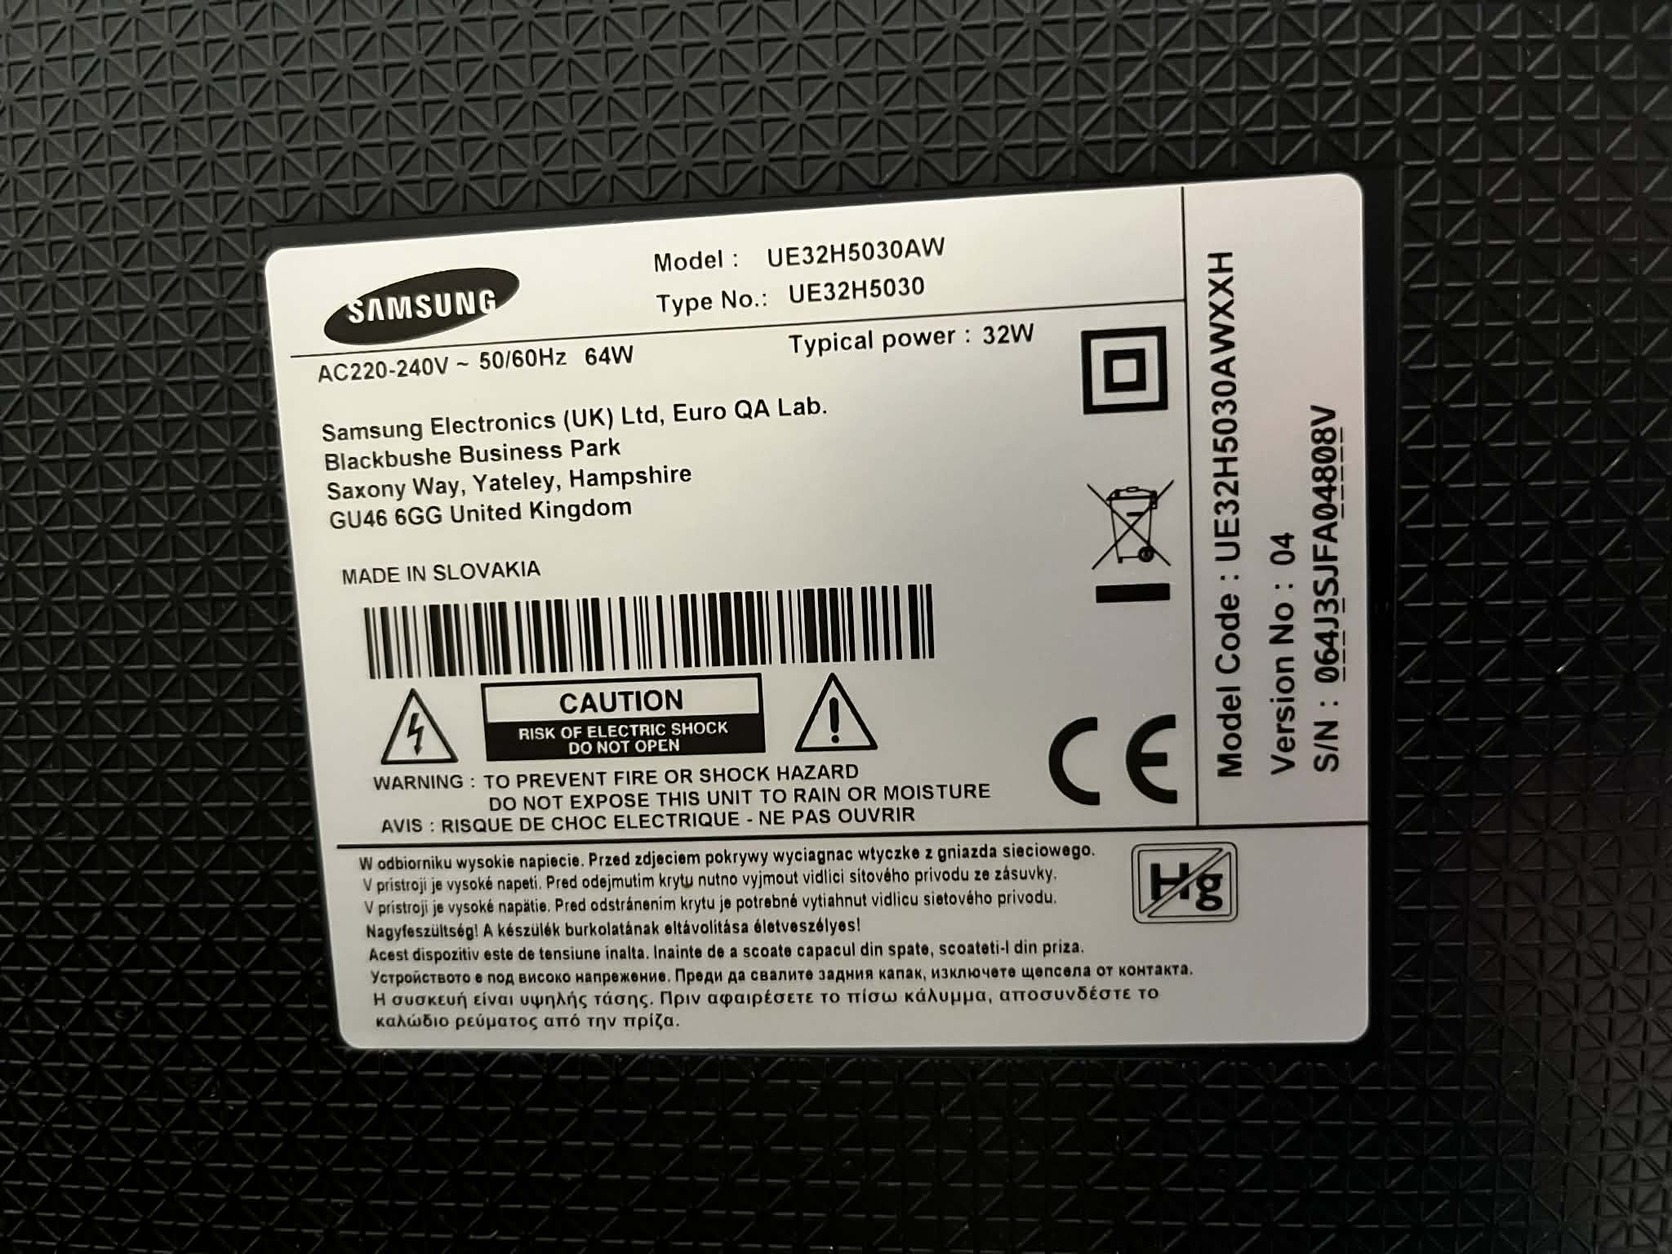 SAMSUNG
Model : UE32H5030AW
Type No.: UE32H5030
AC220-240V ~ 50/60Hz 64W
Typical power : 32W
Samsung Electronics (UK) Ltd, Euro QA Lab.
Blackbushe Business Park
Saxony Way, Yateley, Hampshire
GU46 6GG United Kingdom
MADE IN SLOVAKIA
CAUTION
RISK OF ELECTRIC SHOCK
DO NOT OPEN
WARNING : TO PREVENT FIRE OR SHOCK HAZARD
DO NOT EXPOSE THIS UNIT TO RAIN OR MOISTURE
AVIS : RISQUE DE CHOC ELECTRIQUE - NE PAS OUVRIR
CE
Model Code : UE32H5030AWXXH
Version No : 04
S/N : 064J3SJFA04808V
W odbiorniku wysokie napiecie. Przed zdjeciem pokrywy wyciagnac wtyczke z gniazda sieciowego.
V pristroji je vysoké napeti. Pred odejmutim krytu nutno vyjmout vidlici sítového privodu ze zásuvky.
V pristroji je vysoké napätie. Pred odstránenim krytu je potrebné vytiahnut vidlicu sietového privodu.
Nagyfeszültség! A készülék burkolatának eltávolitása életveszélyes!
Acest dispozitiv este de tensiune inalta. Inainte de a scoate capacul din spate, scoateti-l din priza.
Устройството е под високо напрежение. Преди да свалите задния капак, изключете щепсела от контакта.
Η συσκευή είναι υψηλής τάσης. Πριν αφαιρέσετε το πίσω κάλυμμα, αποσυνδέστε το
καλώδιο ρεύματος από την πρίζα.
Hg